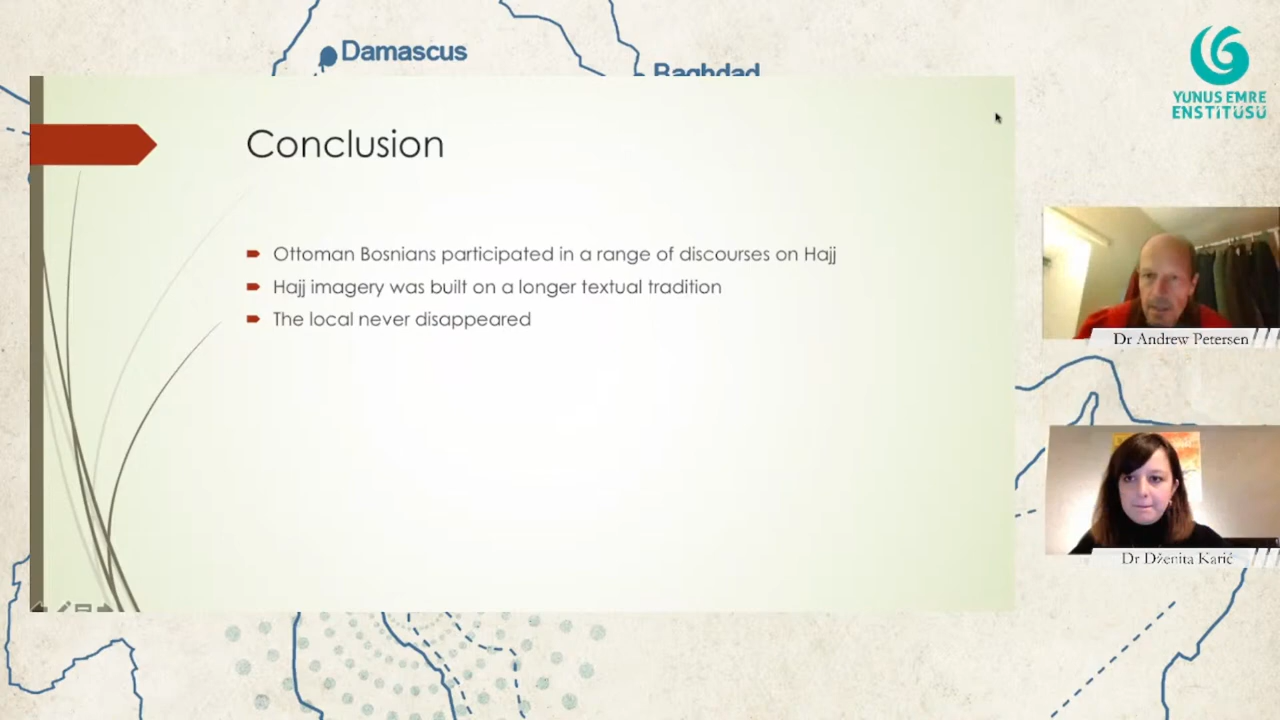 Damascus
Baghdad
YUNUS EMRE
ENSTİTÜSÜ
Conclusion
Ottoman Bosnians participated in a range of discourses on Hajj
Hajj imagery was built on a longer textual tradition
The local never disappeared
Dr Andrew Petersen
Dr Dženita Karić